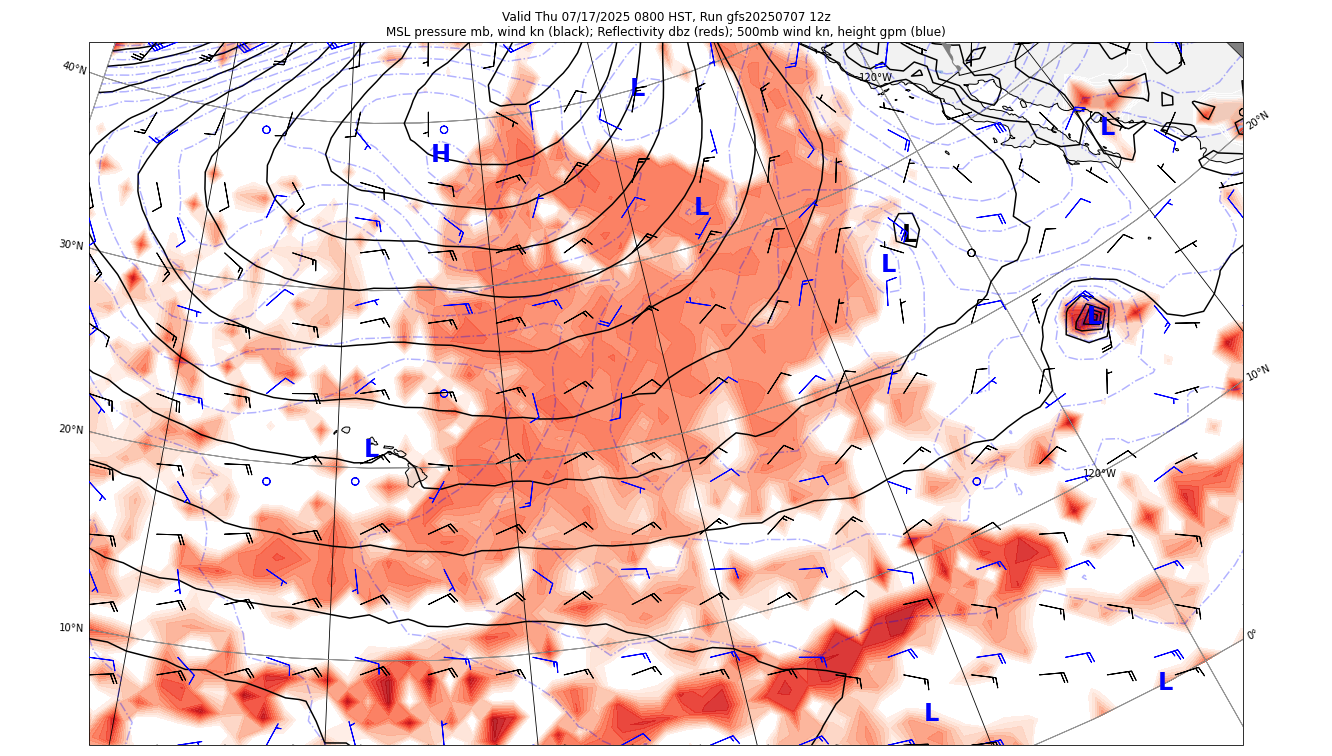 Valid Thu 07/17/2025 0800 HST, Run gfs20250707 12z
MSL pressure mb, wind kn (black); Reflectivity dbz (reds); 500mb wind kn, height gpm (blue)
40°N
120°W
20°N
L
L
H
L
L
L
30°N
L
10°N
20°N
L
120°W
10°N
0°
L
L